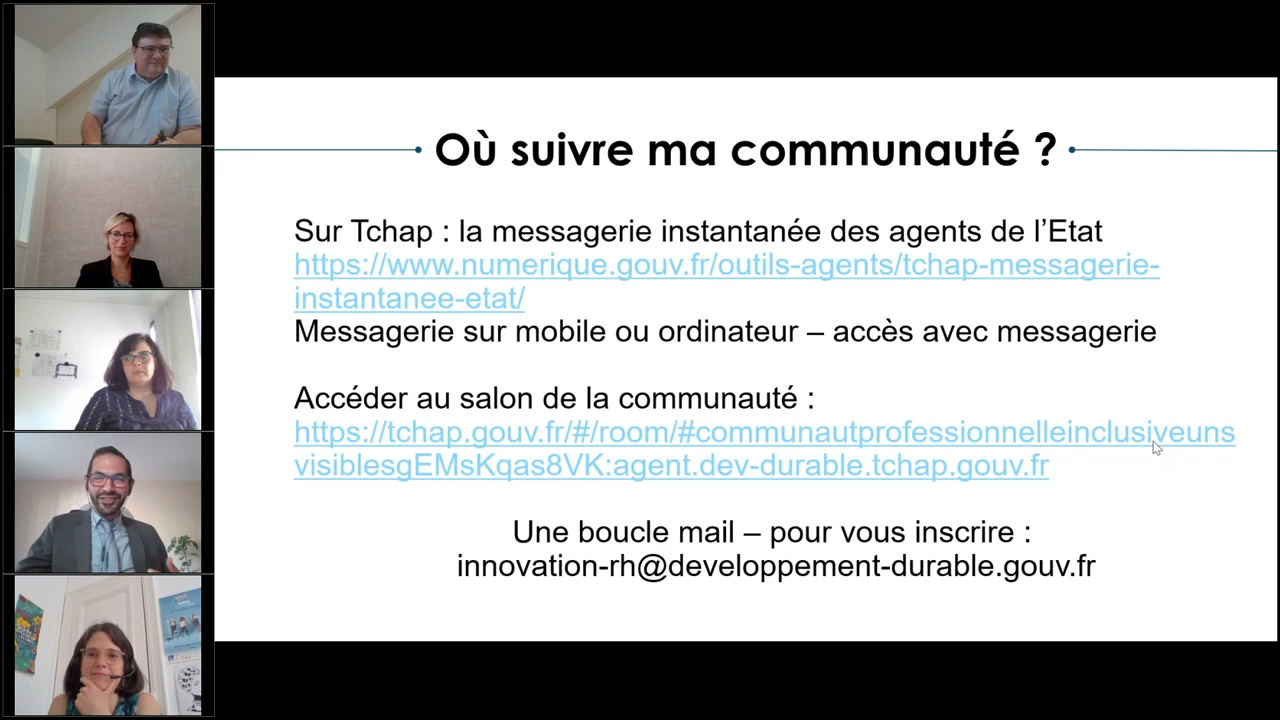 Où suivre ma communauté ?
Sur Tchap : la messagerie instantanée des agents de l’Etat
https://www.numerique.gouv.fr/outils-agents/tchap-messagerie-
instantanee-etat/
Messagerie sur mobile ou ordinateur – accès avec messagerie
Accéder au salon de la communauté :
https://tchap.gouv.fr/#/room/#communautprofessionnelleinclusiveuns
visiblesgEMsKqas8VK:agent.dev-durable.tchap.gouv.fr
Une boucle mail – pour vous inscrire :
innovation-rh@developpement-durable.gouv.fr